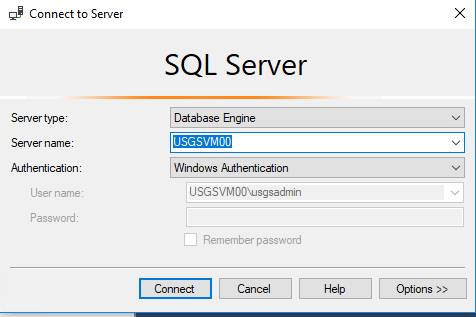 Connect to Server
SQL Server
Server type: Database Engine
Server name: USGSVM00
Authentication: Windows Authentication
User name: USGSVM00\usgsadmin
Password:
Remember password
Connect Cancel Help Options >>